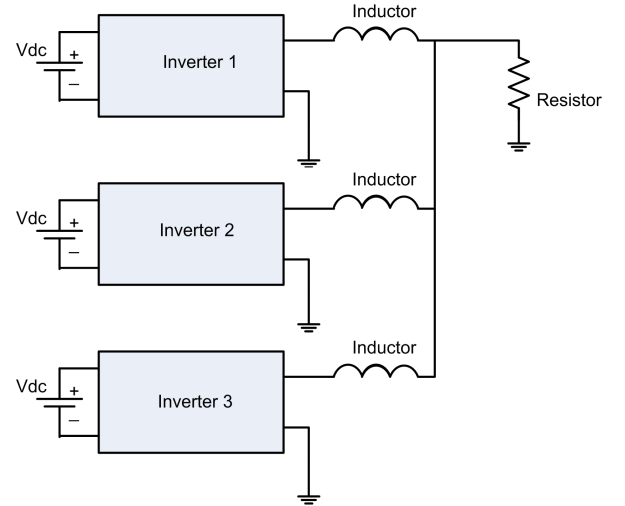 Inductor
Vdc
+
Inverter 1
–
Resistor
Inductor
Vdc
+
Inverter 2
–
Inductor
Vdc
+
Inverter 3
–